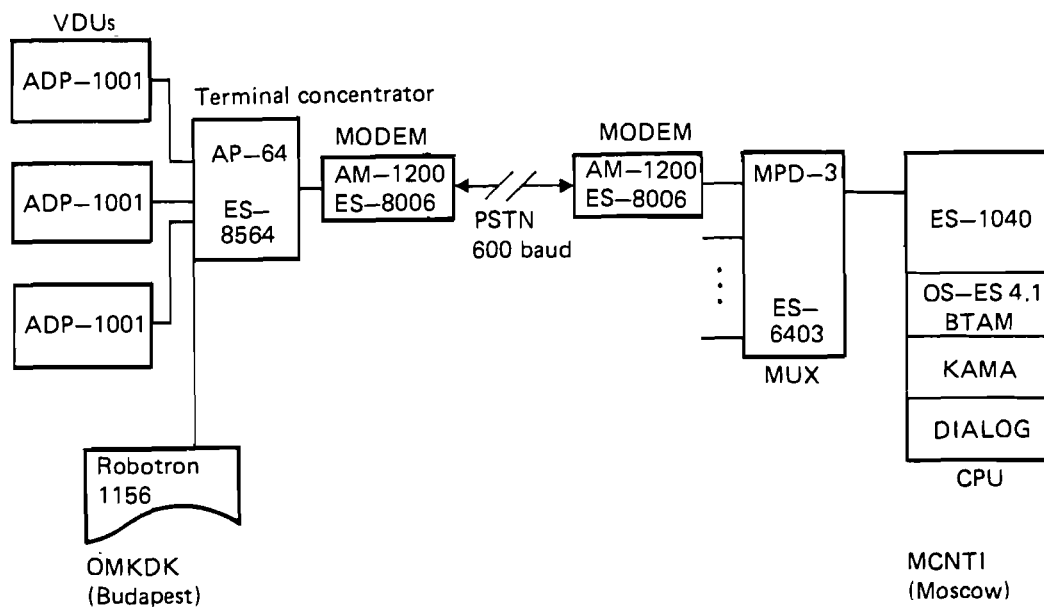 VDUs
ADP–1001
ADP–1001
ADP–1001
Terminal concentrator
AP–64
ES–
8564
MODEM
AM–1200
ES–8006
PSTN
600 baud
MODEM
AM–1200
ES–8006
MPD–3
ES–
6403
MUX
ES–1040
OS–ES 4.1
BTAM
KAMA
DIALOG
CPU
Robotron
1156
OMKDK
(Budapest)
MCNTI
(Moscow)